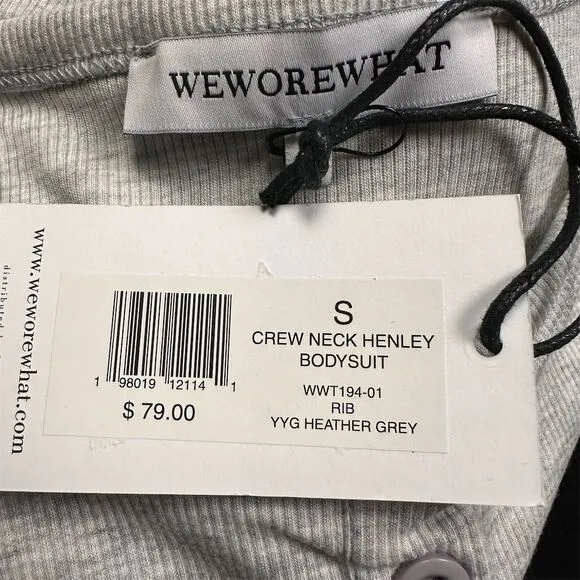 WEWOREWHAT
www.weworewhat.com
distributed
S
CREW NECK HENLEY
BODYSUIT
WWT194-01
RIB
YYG HEATHER GREY
1 98019 12114 1
$ 79.00